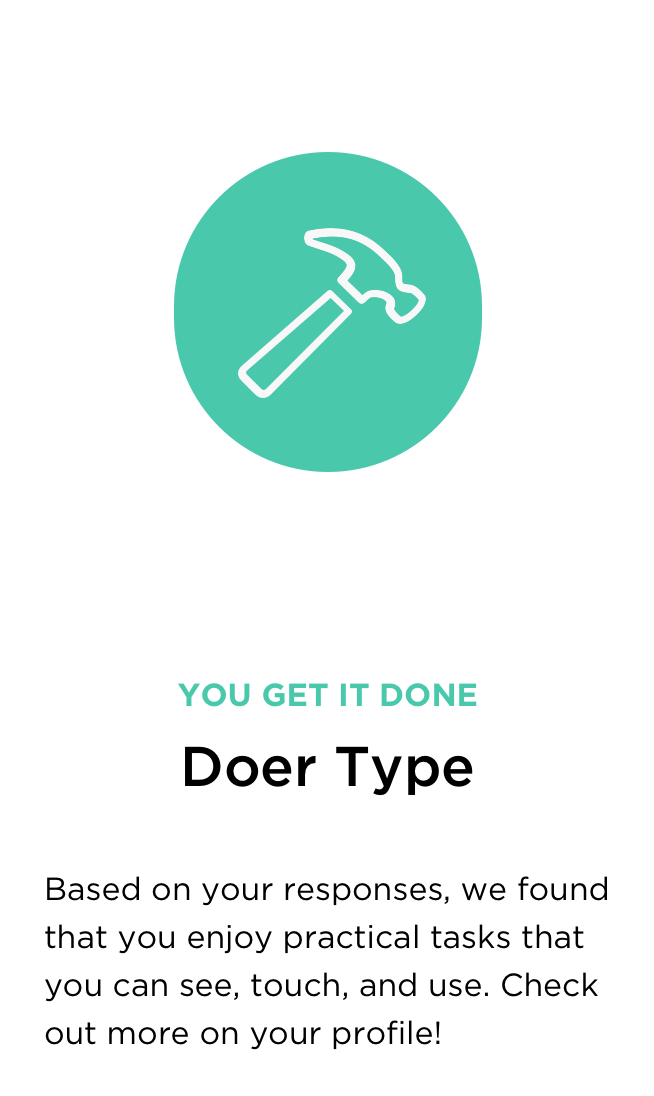 YOU GET IT DONE
Doer Type
Based on your responses, we found
that you enjoy practical tasks that
you can see, touch, and use. Check
out more on your profile!